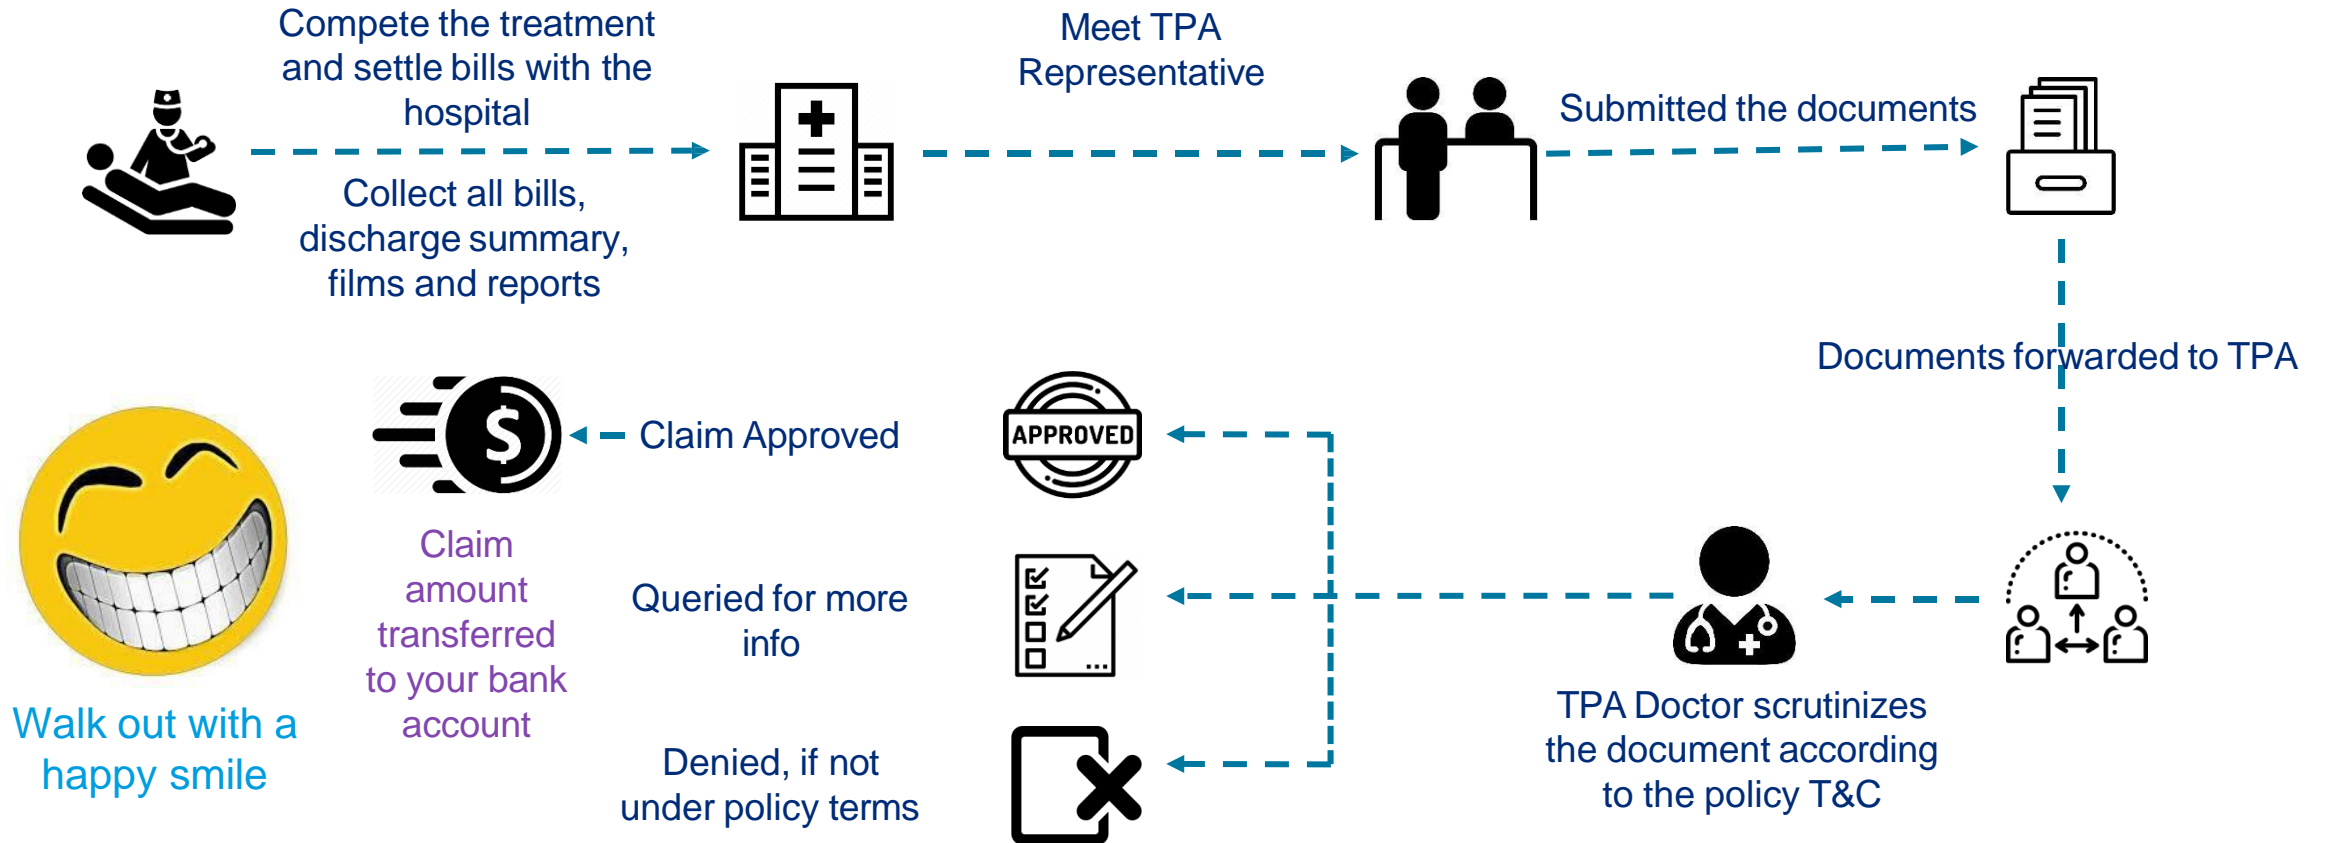 Compete the treatment
and settle bills with the
hospital
Collect all bills,
discharge summary,
films and reports
Meet TPA
Representative
Submitted the documents
Documents forwarded to TPA
TPA Doctor scrutinizes
the document according
to the policy T&C
APPROVED
Claim Approved
Queried for more
info
Denied, if not
under policy terms
$
Claim
amount
transferred
to your bank
account
Walk out with a
happy smile